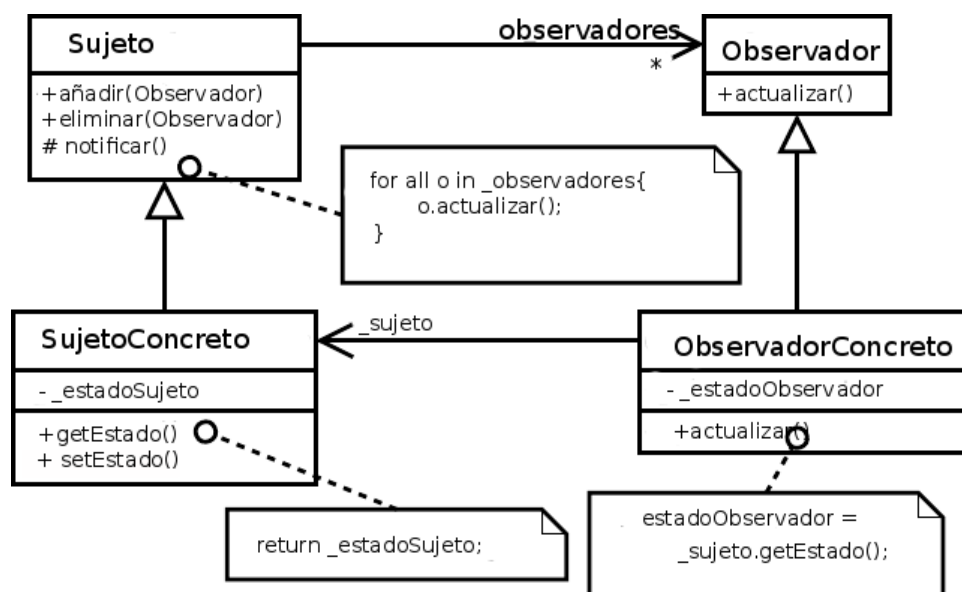 Sujeto
+añadir(Observador)
+eliminar(Observador)
# notificar()
observadores
*
Observador
+actualizar()
for all o in _observadores{
o.actualizar();
}
SujetoConcreto
- _estadoSujeto
+getEstado()
+ setEstado()
_sujeto
ObservadorConcreto
- _estadoObservador
+actualizar()
return _estadoSujeto;
estadoObservador =
_sujeto.getEstado();